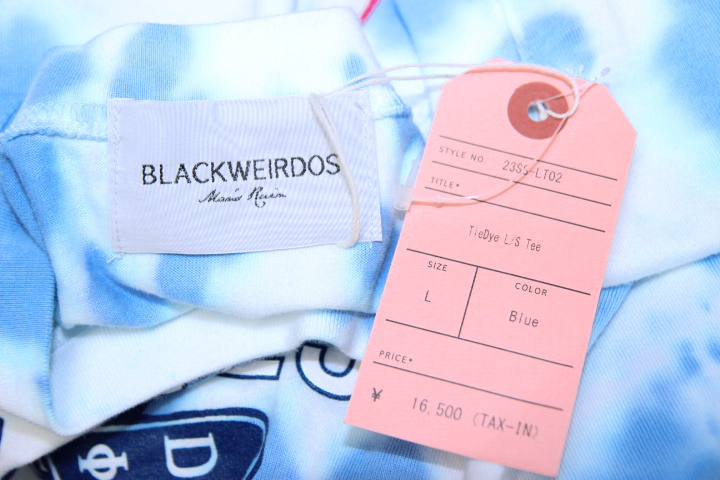 BLACKWEIRDOS
STYLE NO 23SS-LT02
TITLE*
TieDye L/S Tee
SIZE
L
COLOR
Blue
PRICE*
¥ 16,500 (TAX-IN)
D
Φ